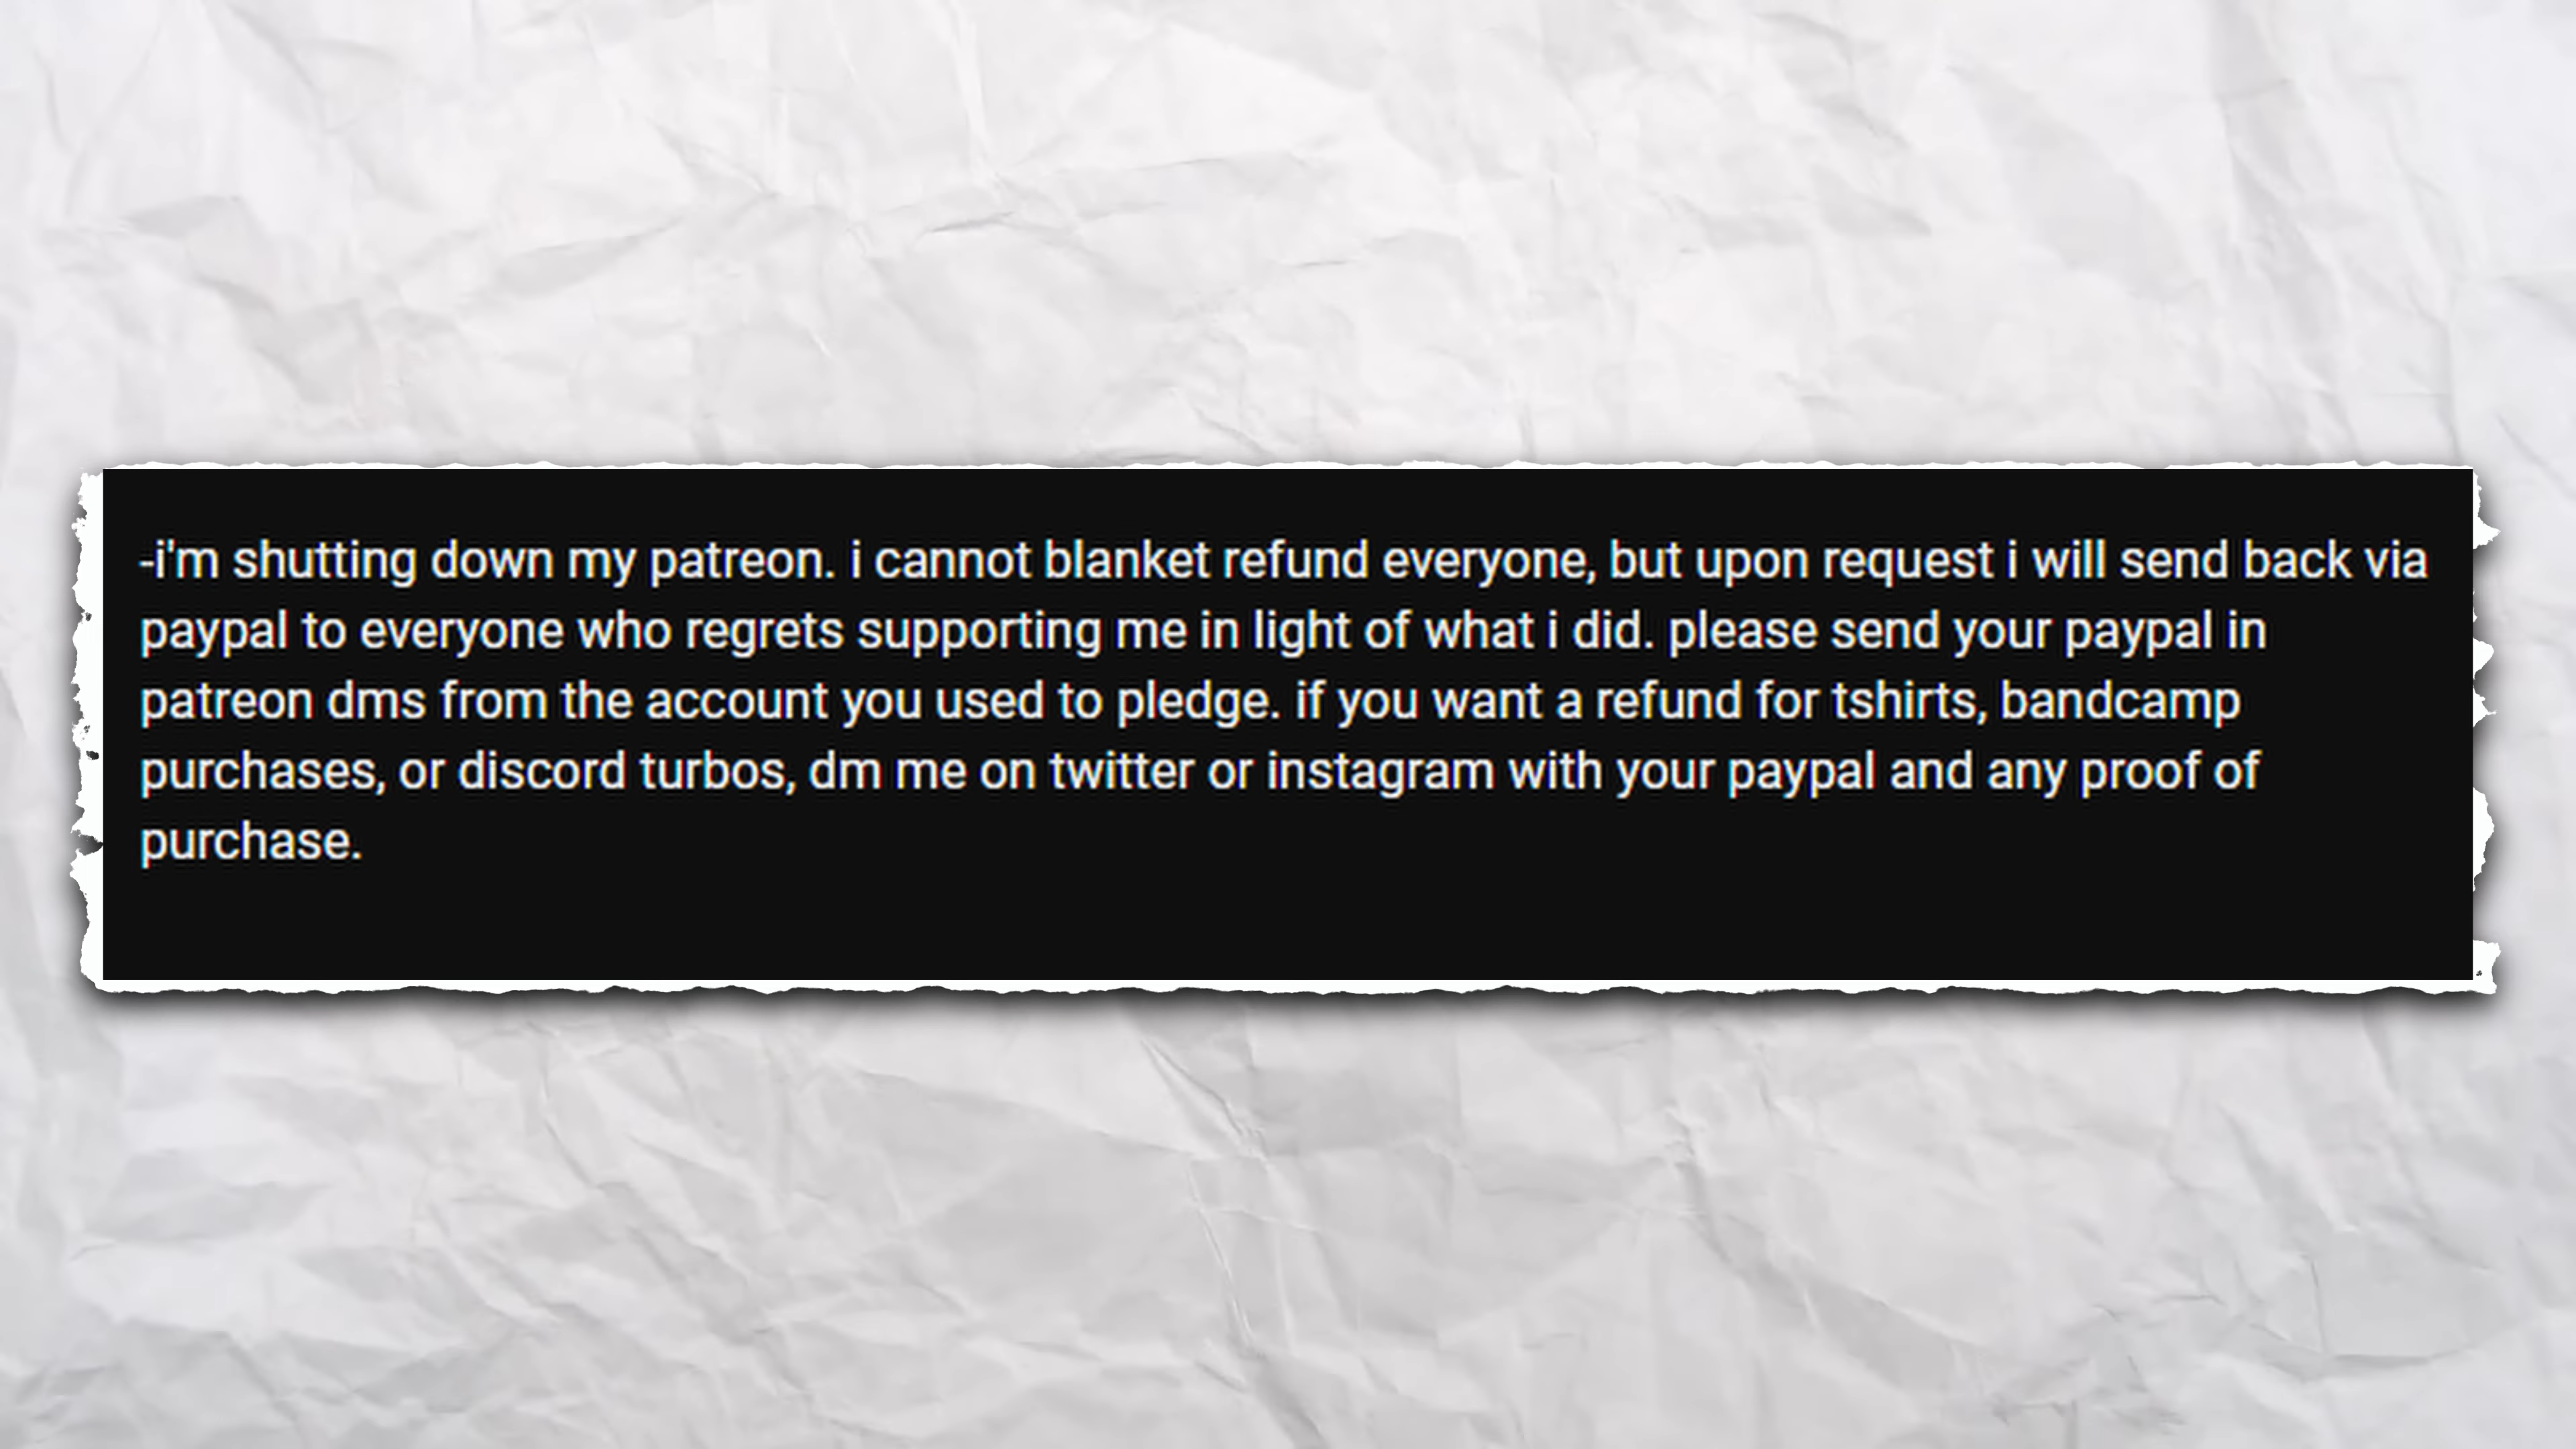 -i'm shutting down my patreon. i cannot blanket refund everyone, but upon request i will send back via
paypal to everyone who regrets supporting me in light of what i did. please send your paypal in
patreon dms from the account you used to pledge. if you want a refund for tshirts, bandcamp
purchases, or discord turbos, dm me on twitter or instagram with your paypal and any proof of
purchase.